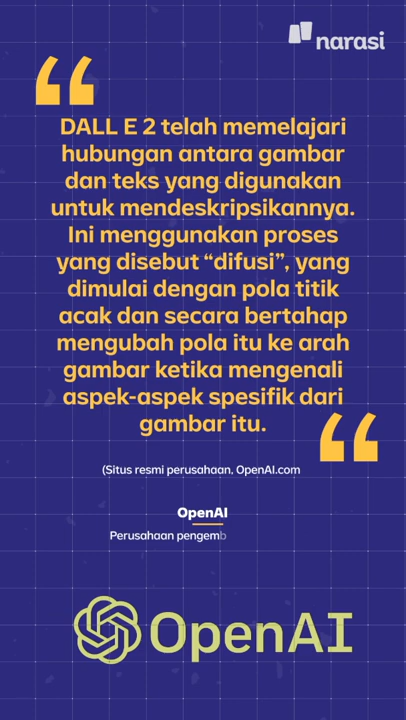 narasi
“
DALL E 2 telah memelajari
hubungan antara gambar
dan teks yang digunakan
untuk mendeskripsikannya.
Ini menggunakan proses
yang disebut “difusi”, yang
dimulai dengan pola titik
acak dan secara bertahap
mengubah pola itu ke arah
gambar ketika mengenali
aspek-aspek spesifik dari
gambar itu.
“
(Situs resmi perusahaan. OpenAI.com
OpenAI
Perusahaan pengemb
OpenAI